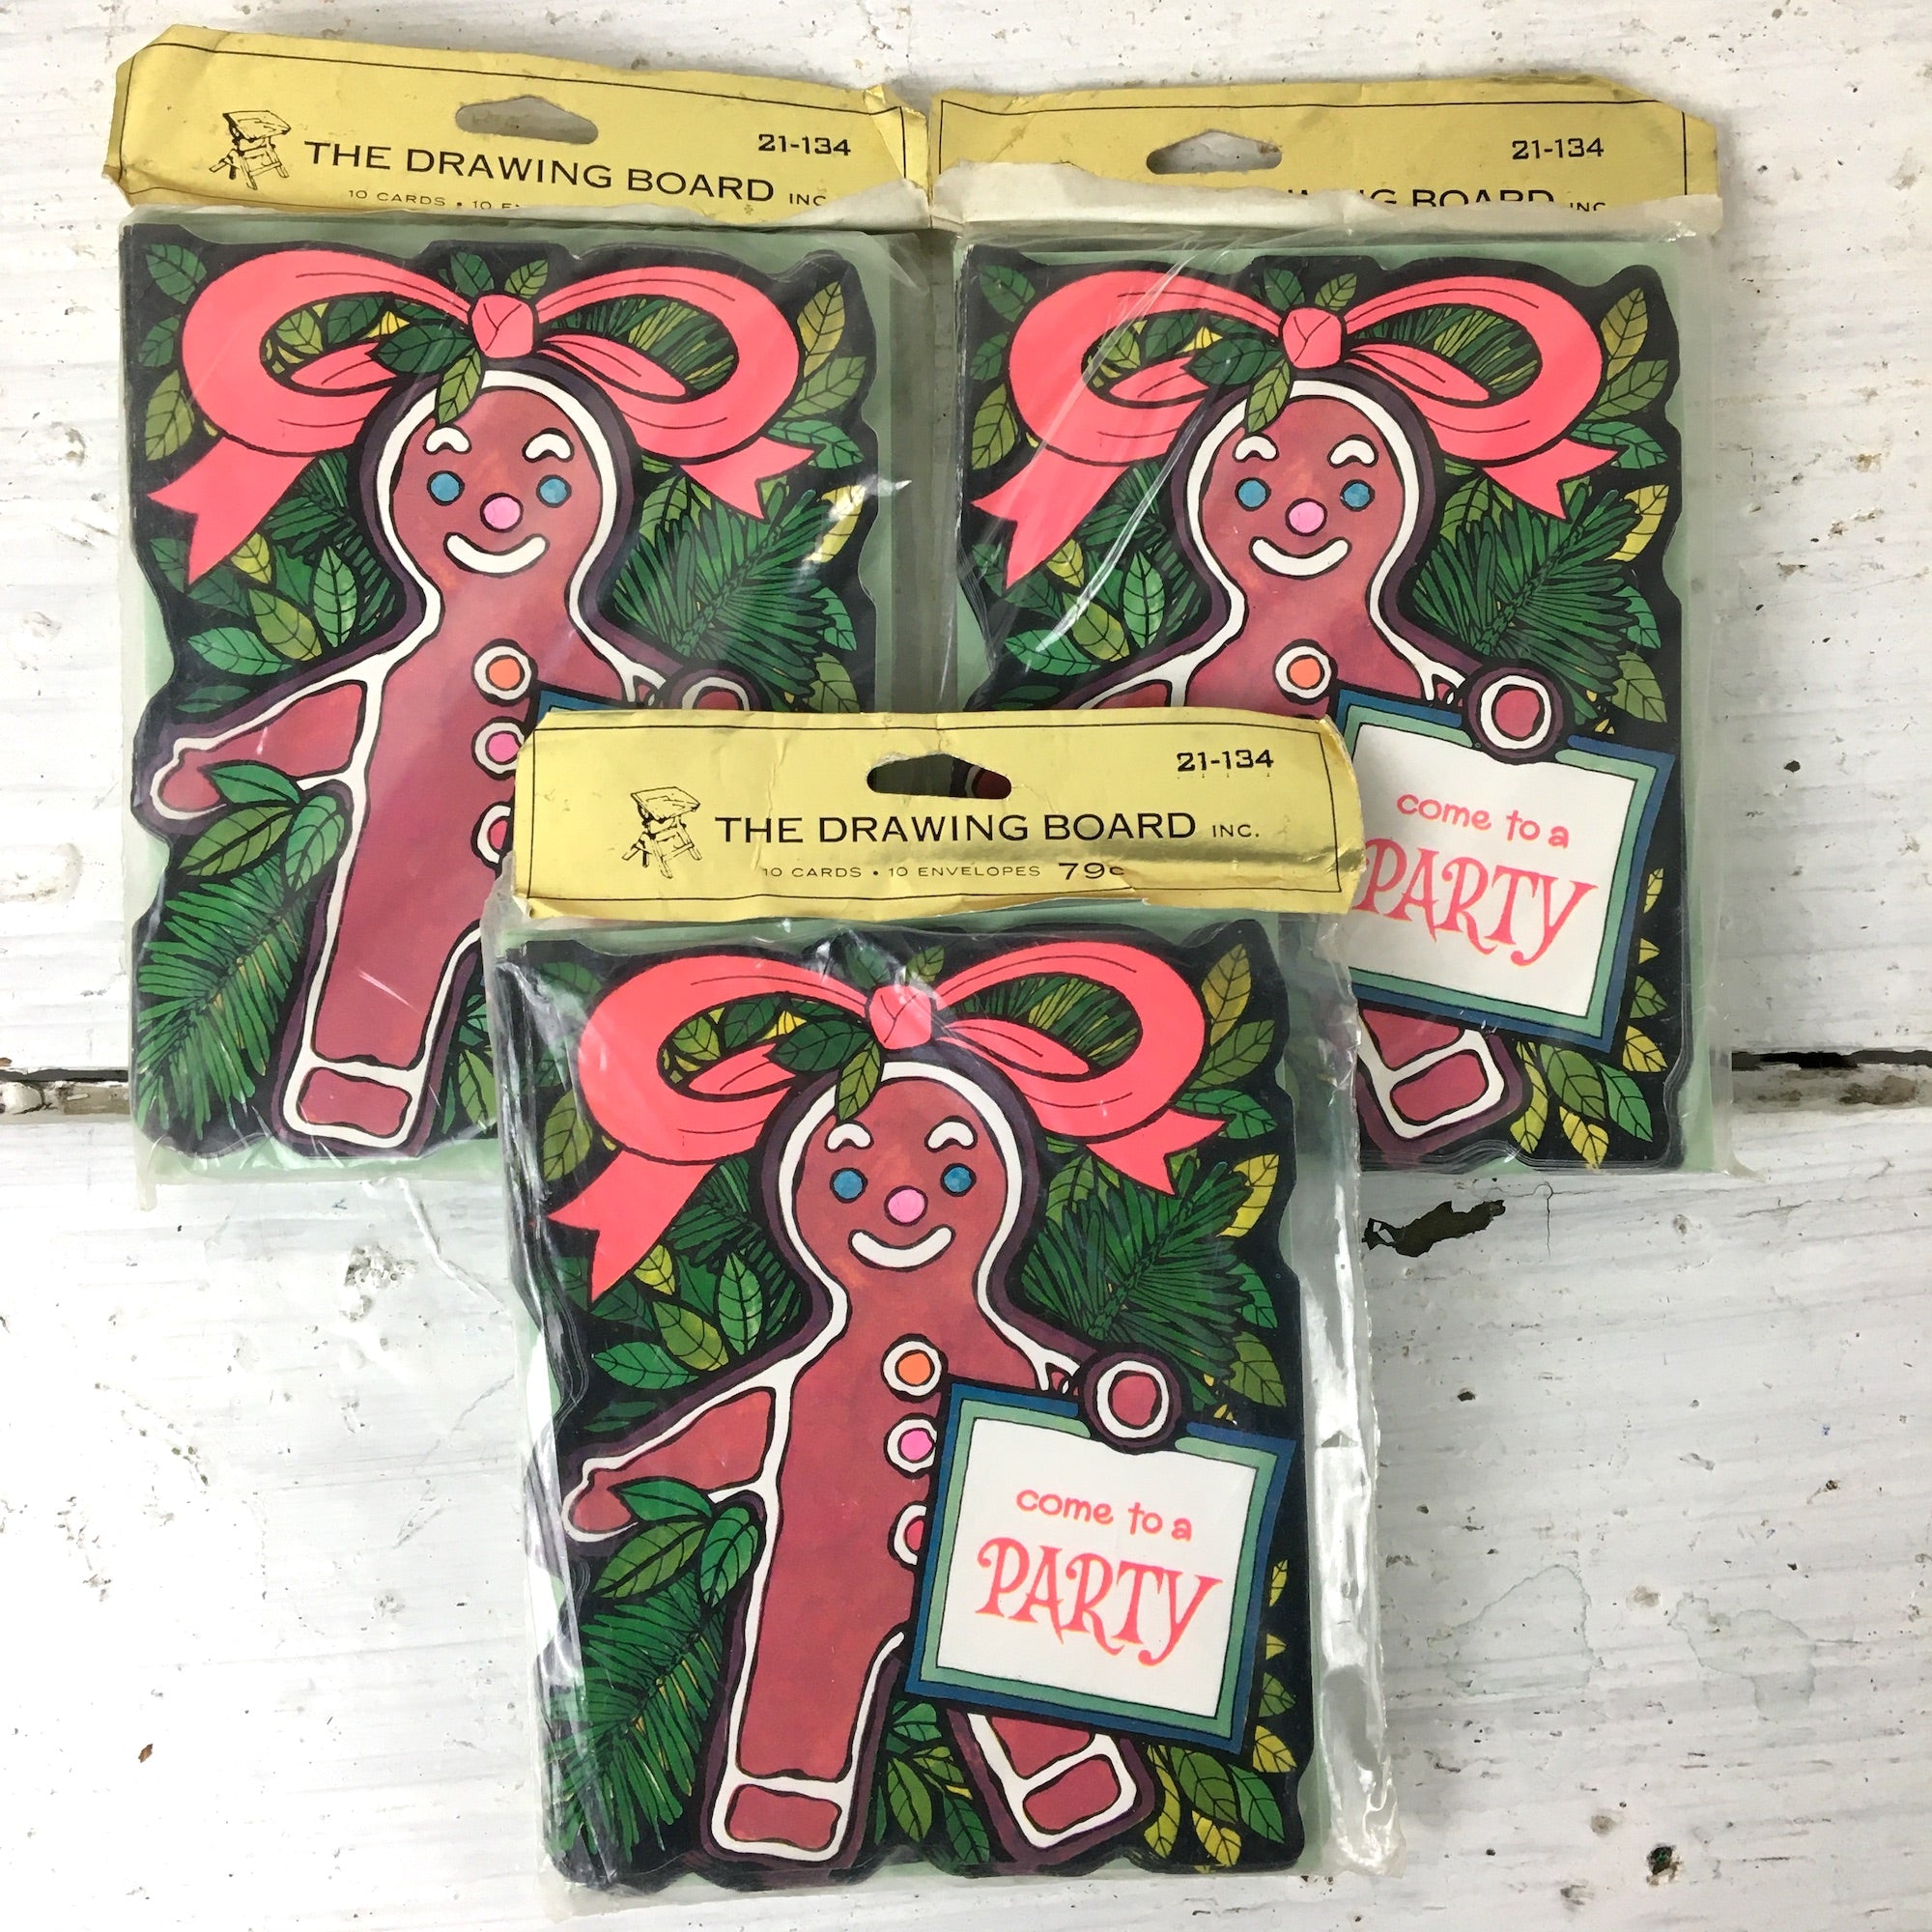 21-134
THE DRAWING BOARD INC.
10 CARDS • 10
21-134
BOARD INC
come to a
PARTY
21-134
THE DRAWING BOARD INC.
10 CARDS • 10 ENVELOPES 79¢
come to a
PARTY